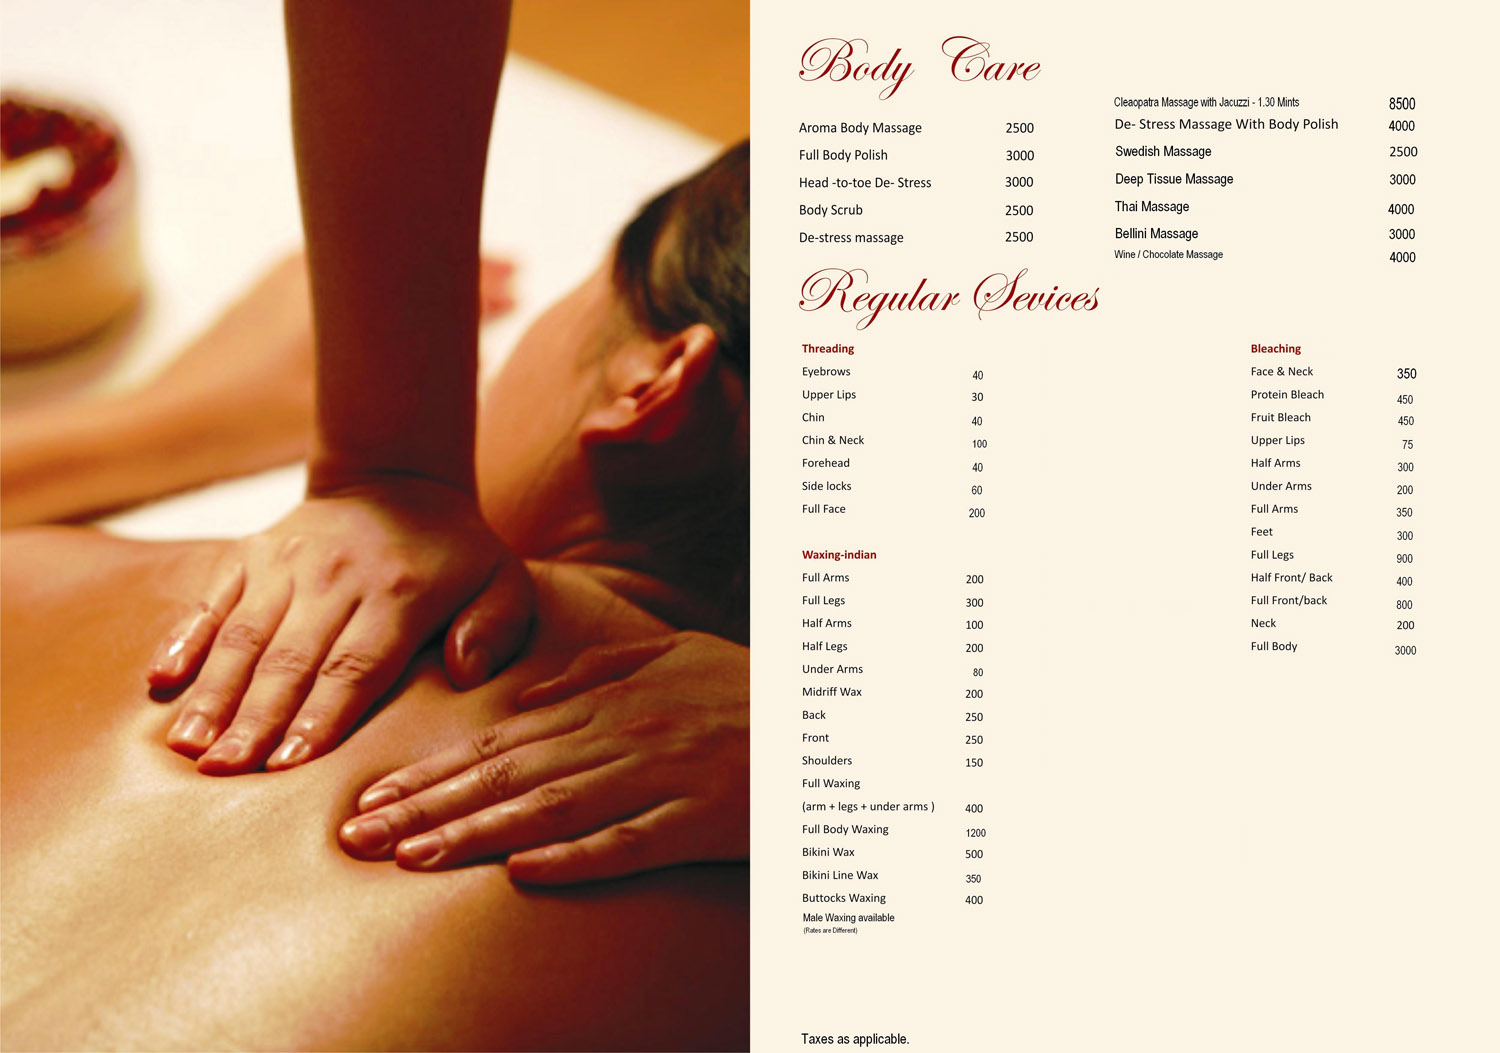 Body Care
Aroma Body Massage 2500
Full Body Polish 3000
Head -to-toe De- Stress 3000
Body Scrub 2500
De-stress massage 2500
Cleaopatra Massage with Jacuzzi - 1.30 Mints 8500
De- Stress Massage With Body Polish 4000
Swedish Massage 2500
Deep Tissue Massage 3000
Thai Massage 4000
Bellini Massage 3000
Wine / Chocolate Massage 4000
Regular Sevices
Threading
Eyebrows 40
Upper Lips 30
Chin 40
Chin & Neck 100
Forehead 40
Side locks 60
Full Face 200
Waxing-indian
Full Arms 200
Full Legs 300
Half Arms 100
Half Legs 200
Under Arms 80
Midriff Wax 200
Back 250
Front 250
Shoulders 150
Full Waxing
(arm + legs + under arms ) 400
Full Body Waxing 1200
Bikini Wax 500
Bikini Line Wax 350
Buttocks Waxing 400
Male Waxing available
(Rates are Different)
Bleaching
Face & Neck 350
Protein Bleach 450
Fruit Bleach 450
Upper Lips 75
Half Arms 300
Under Arms 200
Full Arms 350
Feet 300
Full Legs 900
Half Front/ Back 400
Full Front/back 800
Neck 200
Full Body 3000
Taxes as applicable.